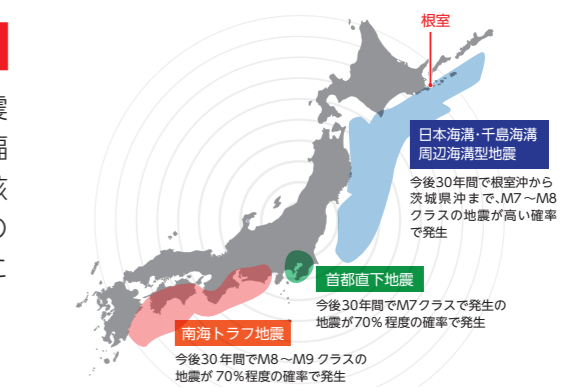 根室
日本海溝・千島海溝
周辺海溝型地震
今後30年間で根室沖から
茨城県沖まで、M7～M8
クラスの地震が高い確率
で発生
首都直下地震
今後30年間でM7クラスで発生の
地震が70%程度の確率で発生
南海トラフ地震
今後30年間でM8～M9クラスの
地震が70%程度の確率で発生